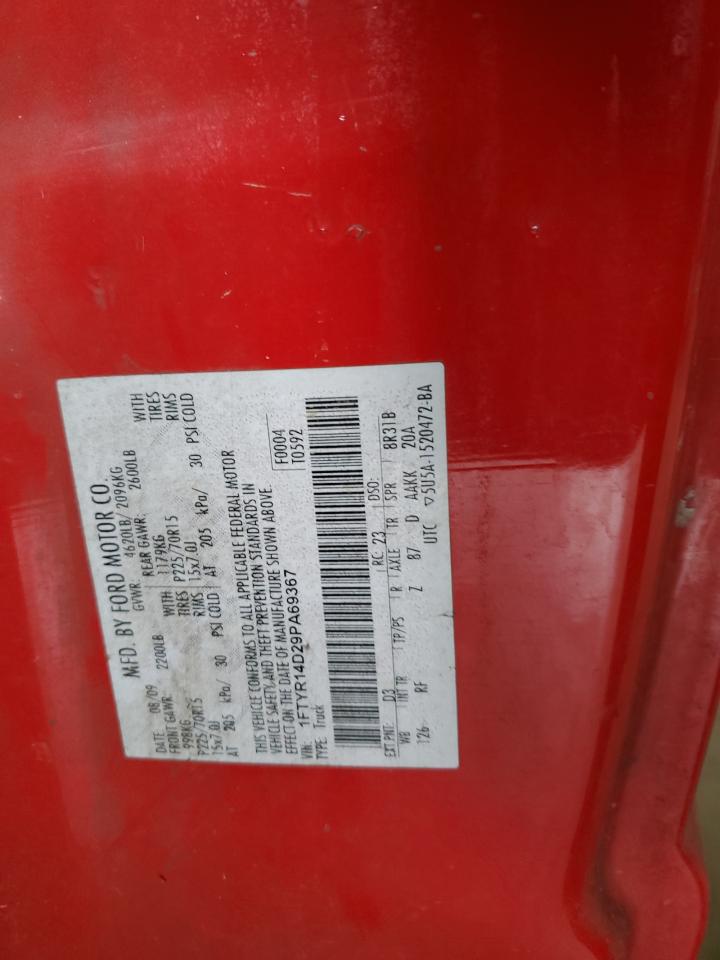 MFD. BY FORD MOTOR CO.
DATE 08/09 GVWR: 4620LB/ 2096KG
FRONT GAWR: 2200LB REAR GAWR: 2600LB
998KG WITH 1179KG WITH
P225/70R15 TIRES P225/70R15 TIRES
15x7.0J RIMS 15x7.0J RIMS
AT 205 kPa/ 30 PSI COLD AT 205 kPa/ 30 PSI COLD
THIS VEHICLE CONFORMS TO ALL APPLICABLE FEDERAL MOTOR
VEHICLE SAFETY AND THEFT PREVENTION STANDARDS IN
EFFECT ON THE DATE OF MANUFACTURE SHOWN ABOVE.
VIN: 1FTYR14D29PA69367 F0004
TYPE: Truck T0592
EXT PNT: D3 RC: 23 DSO:
WB INT TR TP/PS R AXLE TR SPR 8R31B
126 RF Z 87 D AAKK 20A
UTC ▽5U5A-1520472-BA